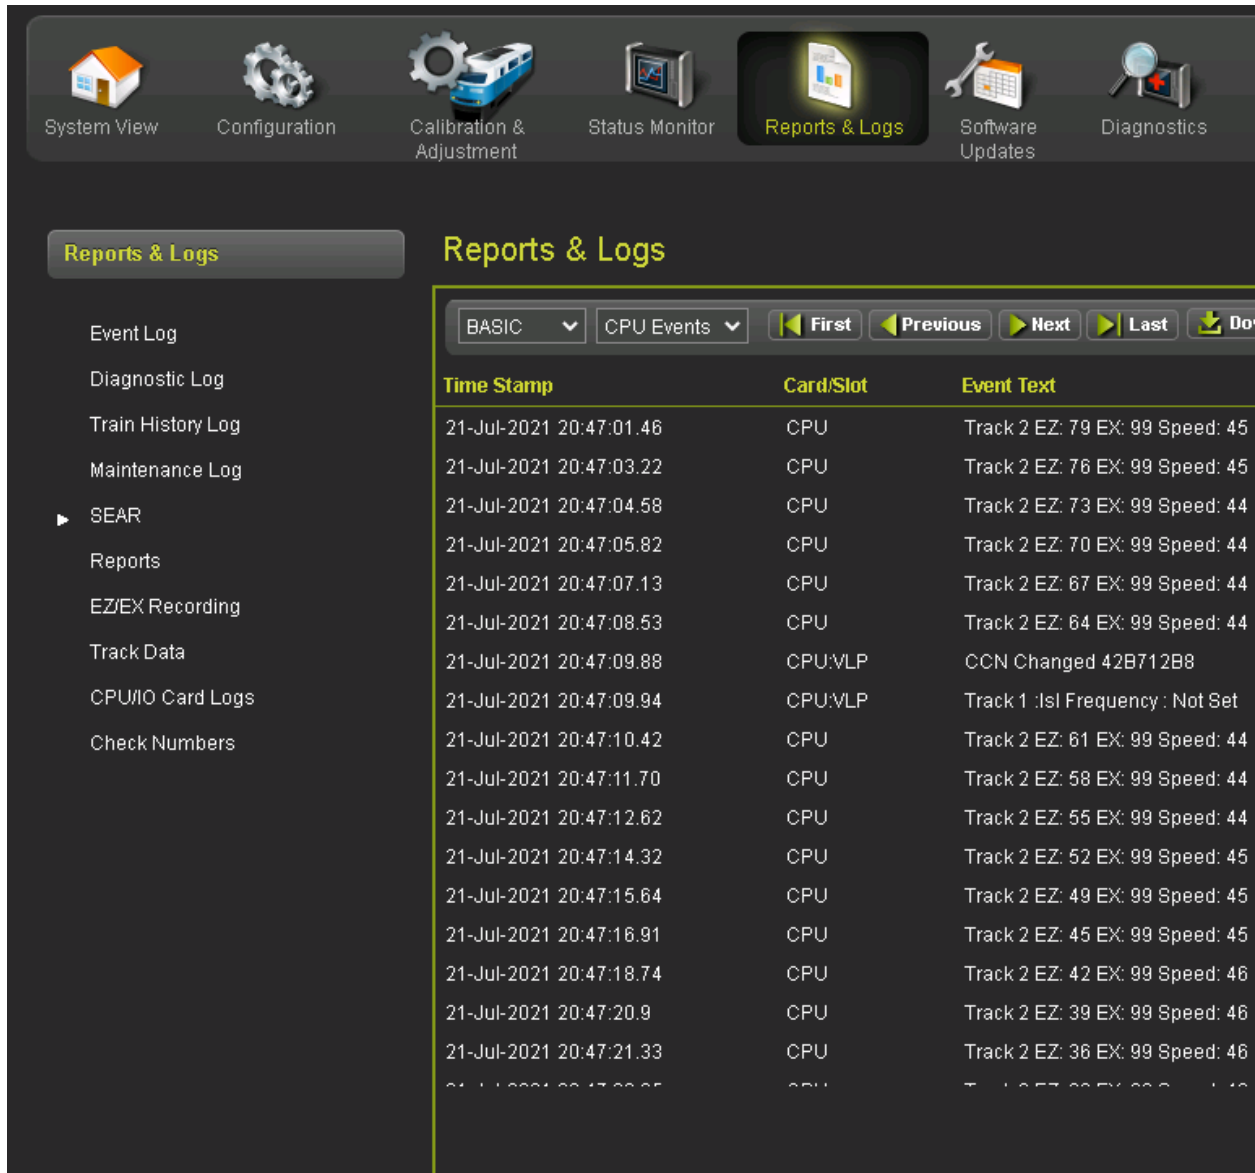 System View
Configuration
Calibration &
Adjustment
Status Monitor
Reports & Logs
Software
Updates
Diagnostics
Reports & Logs
Event Log
Diagnostic Log
Train History Log
Maintenance Log
SEAR
Reports
EZ/EX Recording
Track Data
CPU/IO Card Logs
Check Numbers
Reports & Logs
BASIC CPU Events First Previous Next Last
Time Stamp Card/Slot Event Text
21-Jul-2021 20:47:01.46 CPU Track 2 EZ: 79 EX: 99 Speed: 45
21-Jul-2021 20:47:03.22 CPU Track 2 EZ: 76 EX: 99 Speed: 45
21-Jul-2021 20:47:04.58 CPU Track 2 EZ: 73 EX: 99 Speed: 44
21-Jul-2021 20:47:05.82 CPU Track 2 EZ: 70 EX: 99 Speed: 44
21-Jul-2021 20:47:07.13 CPU Track 2 EZ: 67 EX: 99 Speed: 44
21-Jul-2021 20:47:08.53 CPU Track 2 EZ: 64 EX: 99 Speed: 44
21-Jul-2021 20:47:09.88 CPU:VLP CCN Changed 42B712B8
21-Jul-2021 20:47:09.94 CPU:VLP Track 1 :Isl Frequency : Not Set
21-Jul-2021 20:47:10.42 CPU Track 2 EZ: 61 EX: 99 Speed: 44
21-Jul-2021 20:47:11.70 CPU Track 2 EZ: 58 EX: 99 Speed: 44
21-Jul-2021 20:47:12.62 CPU Track 2 EZ: 55 EX: 99 Speed: 44
21-Jul-2021 20:47:14.32 CPU Track 2 EZ: 52 EX: 99 Speed: 45
21-Jul-2021 20:47:15.64 CPU Track 2 EZ: 49 EX: 99 Speed: 45
21-Jul-2021 20:47:16.91 CPU Track 2 EZ: 45 EX: 99 Speed: 45
21-Jul-2021 20:47:18.74 CPU Track 2 EZ: 42 EX: 99 Speed: 46
21-Jul-2021 20:47:20.9 CPU Track 2 EZ: 39 EX: 99 Speed: 46
21-Jul-2021 20:47:21.33 CPU Track 2 EZ: 36 EX: 99 Speed: 46